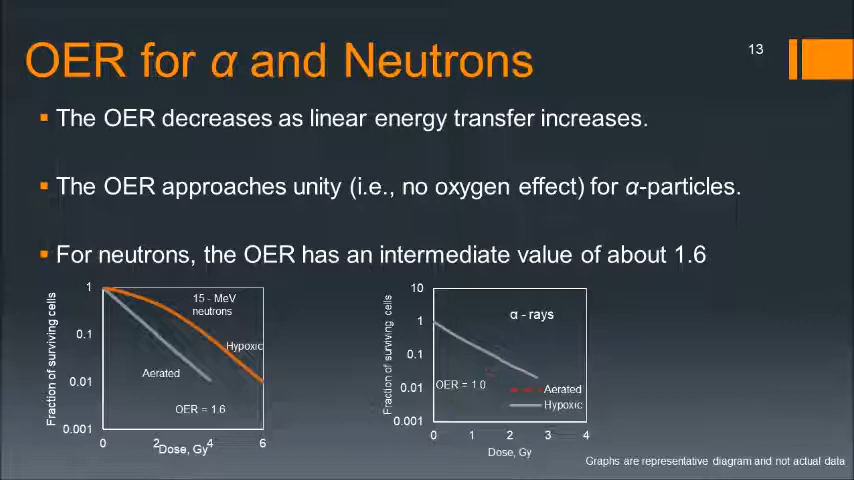 OER for α and Neutrons
13
▪ The OER decreases as linear energy transfer increases.
▪ The OER approaches unity (i.e., no oxygen effect) for α-particles.
▪ For neutrons, the OER has an intermediate value of about 1.6
Fraction of surviving cells
1
0.1
0.01
0.001
15 - MeV
neutrons
Hypoxic
Aerated
OER = 1.6
0 2 4 6
Dose, Gy
Fraction of surviving cells
10
1
0.1
0.01
0.001
α - rays
OER = 1.0
Aerated
Hypoxic
0 1 2 3 4
Dose, Gy
Graphs are representative diagram and not actual data